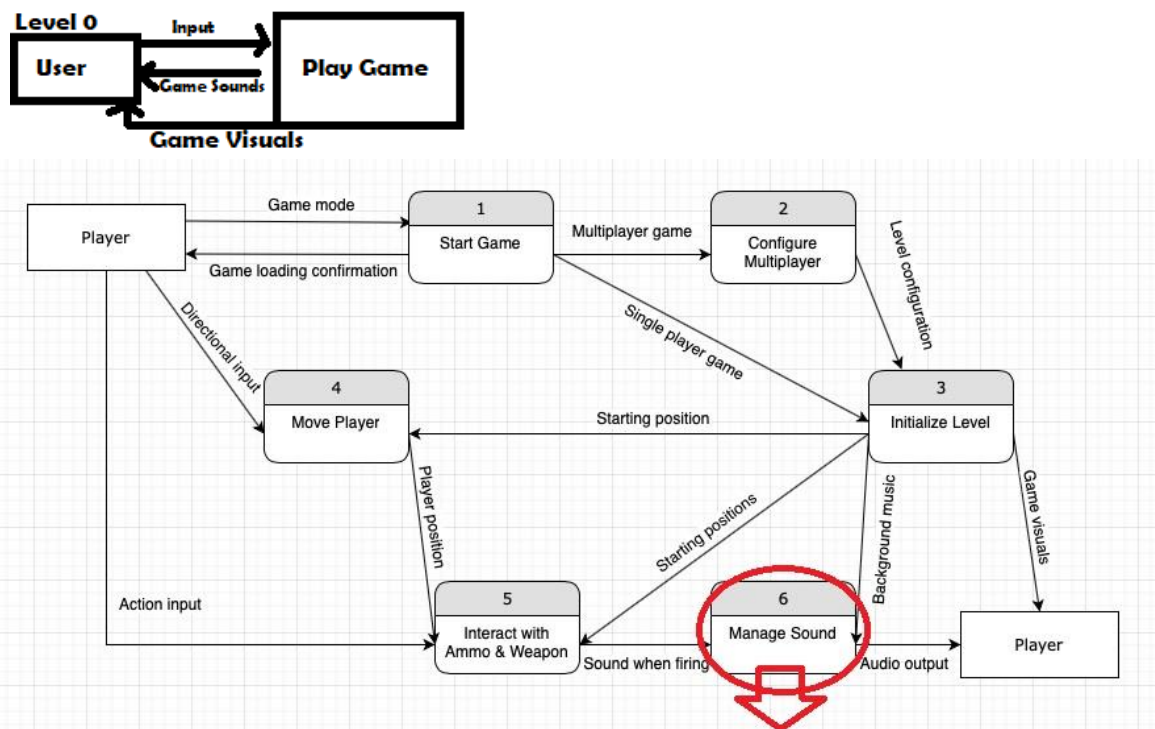 Level 0
Input
User
Play Game
Game Sounds
Game Visuals
Player
Game mode
Game loading confirmation
1
Start Game
Multiplayer game
2
Configure
Multiplayer
Level configuration
Single player game
Directional input
4
Move Player
Starting position
3
Initialize Level
Player position
Starting positions
Background music
Game visuals
Action input
5
Interact with
Ammo & Weapon
Sound when firing
6
Manage Sound
Audio output
Player